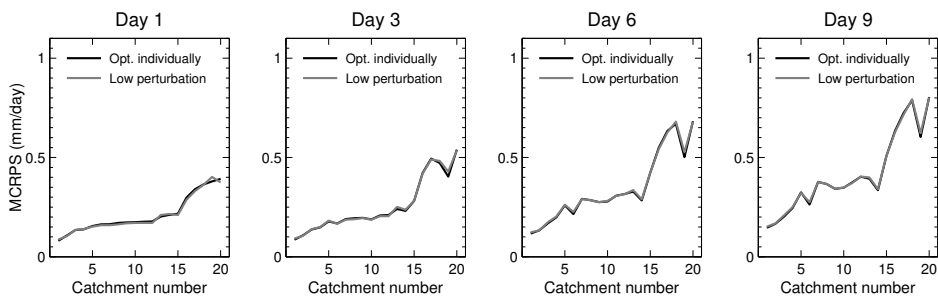 Day 1
Day 3
Day 6
Day 9
MCRPS (mm/day)
1
0.5
0
Opt. individually
Low perturbation
5
10
15
20
Catchment number
1
0.5
0
Opt. individually
Low perturbation
5
10
15
20
Catchment number
1
0.5
0
Opt. individually
Low perturbation
5
10
15
20
Catchment number
1
0.5
0
Opt. individually
Low perturbation
5
10
15
20
Catchment number